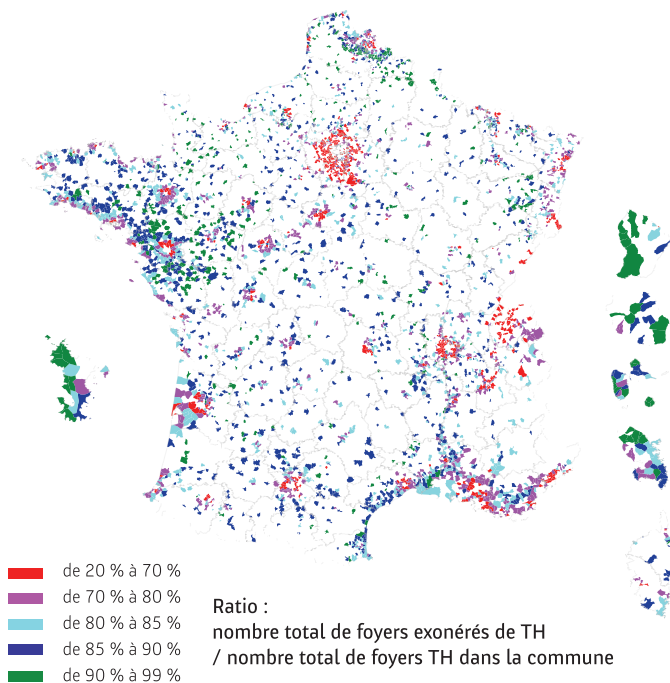 de 20 % à 70 %
de 70 % à 80 %
de 80 % à 85 %
de 85 % à 90 %
de 90 % à 99 %
Ratio :
nombre total de foyers exonérés de TH
/ nombre total de foyers TH dans la commune